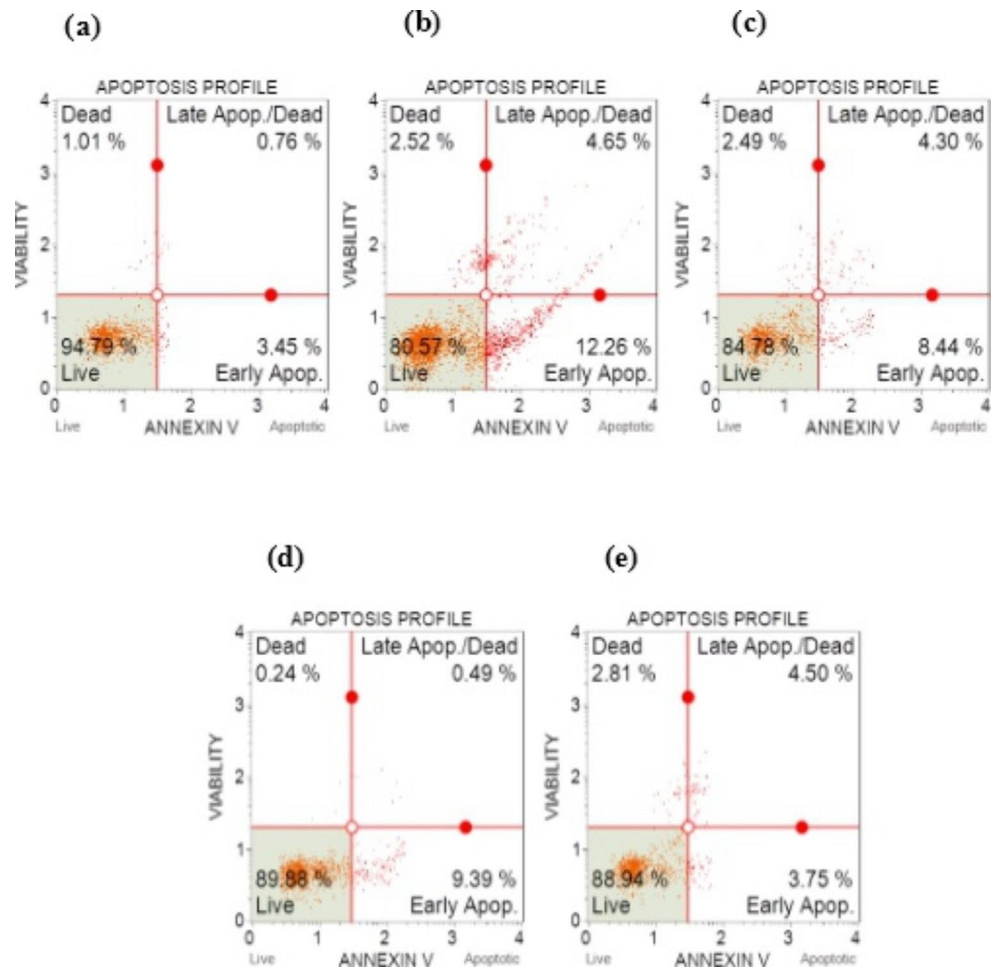 (a)
APOPTOSIS PROFILE
4
Dead Late Apop./Dead
1.01 % 0.76 %
3
VIABILITY
2
1
94.79 % 3.45 %
Live Early Apop.
0
0 1 2 3 4
Live ANNEXIN V Apoptotic
(b)
APOPTOSIS PROFILE
4
Dead Late Apop./Dead
2.52 % 4.65 %
3
VIABILITY
2
1
80.57 % 12.26 %
Live Early Apop.
0
0 1 2 3 4
Live ANNEXIN V Apoptotic
(c)
APOPTOSIS PROFILE
4
Dead Late Apop./Dead
2.49 % 4.30 %
3
VIABILITY
2
1
84.78 % 8.44 %
Live Early Apop.
0
0 1 2 3 4
Live ANNEXIN V Apoptotic
(d)
APOPTOSIS PROFILE
4
Dead Late Apop./Dead
0.24 % 0.49 %
3
VIABILITY
2
1
89.88 % 9.39 %
Live Early Apop.
0
0 1 2 3 4
Live ANNEXIN V Apoptotic
(e)
APOPTOSIS PROFILE
4
Dead Late Apop./Dead
2.81 % 4.50 %
3
VIABILITY
2
1
88.94 % 3.75 %
Live Early Apop.
0
0 1 2 3 4
Live ANNEXIN V Apoptotic